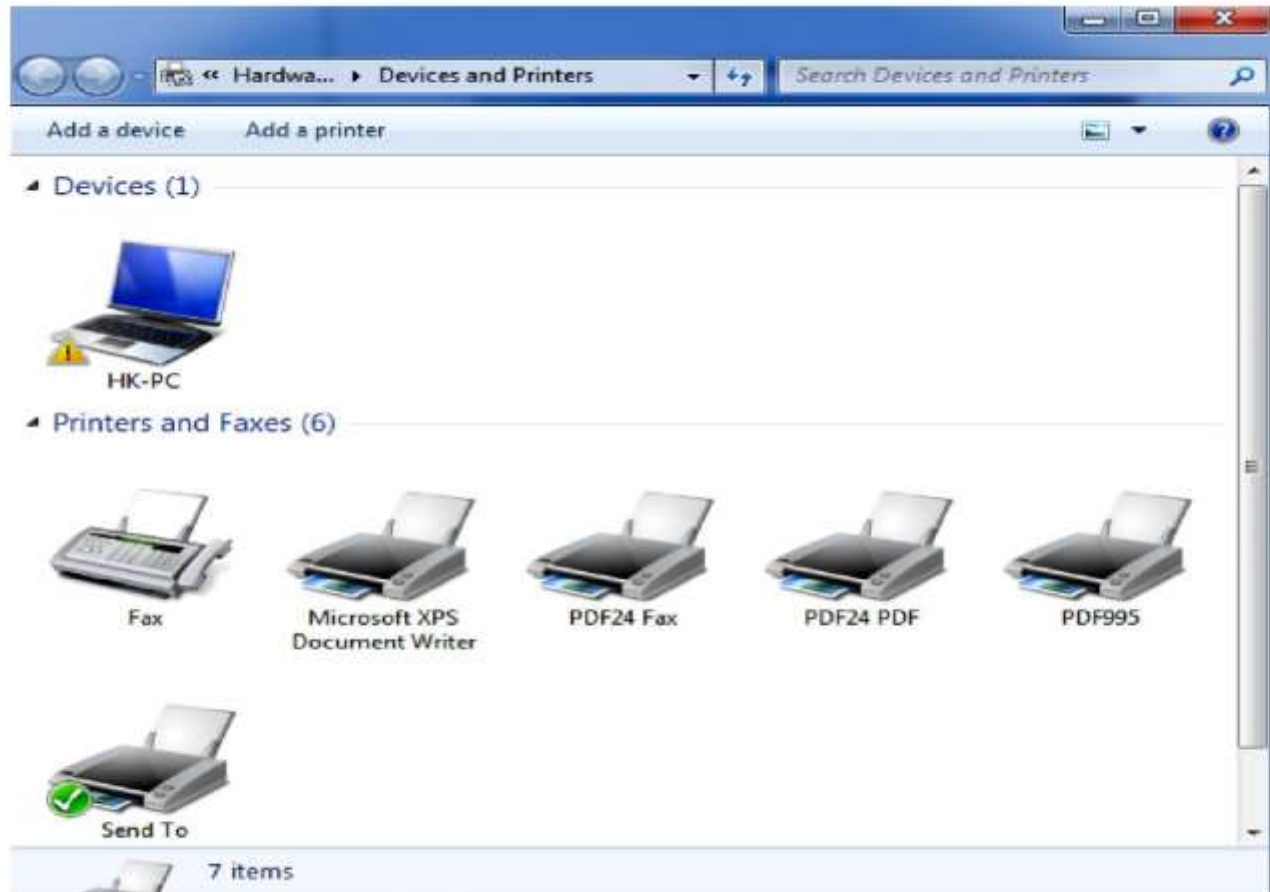 « Hardwa... ▸ Devices and Printers
Search Devices and Printers
Add a device Add a printer
Devices (1)
HK-PC
Printers and Faxes (6)
Fax
Microsoft XPS
Document Writer
PDF24 Fax
PDF24 PDF
PDF995
Send To
7 items